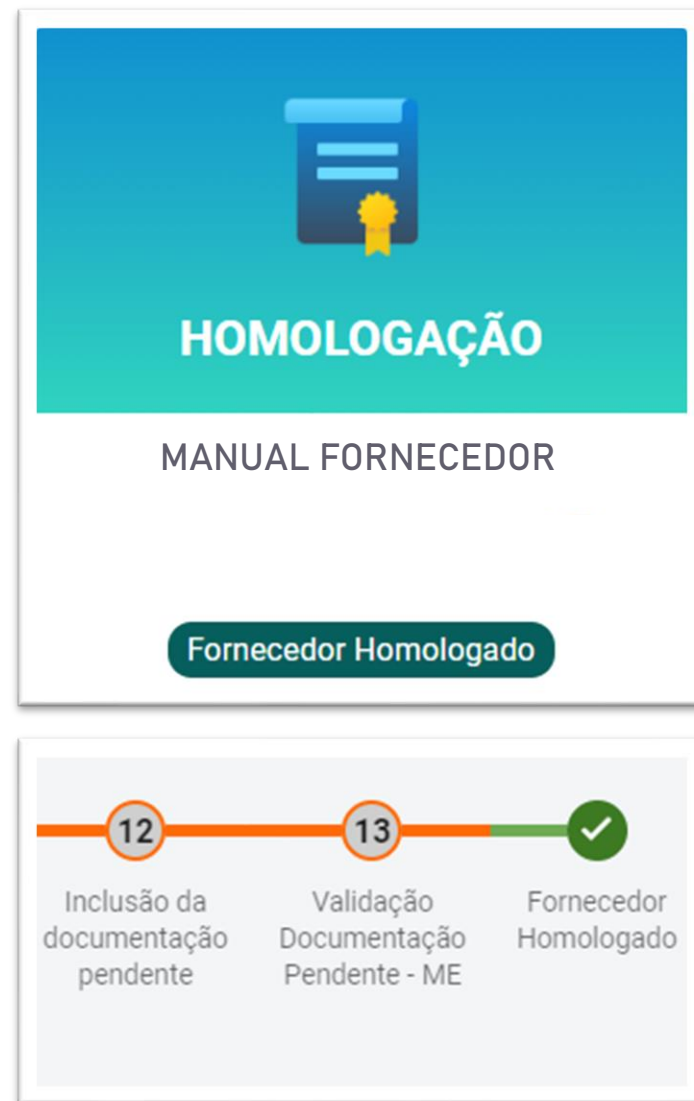 HOMOLOGAÇÃO
MANUAL FORNECEDOR
Fornecedor Homologado
12
13
Inclusão da
documentação
pendente
Validação
Documentação
Pendente - ME
Fornecedor
Homologado